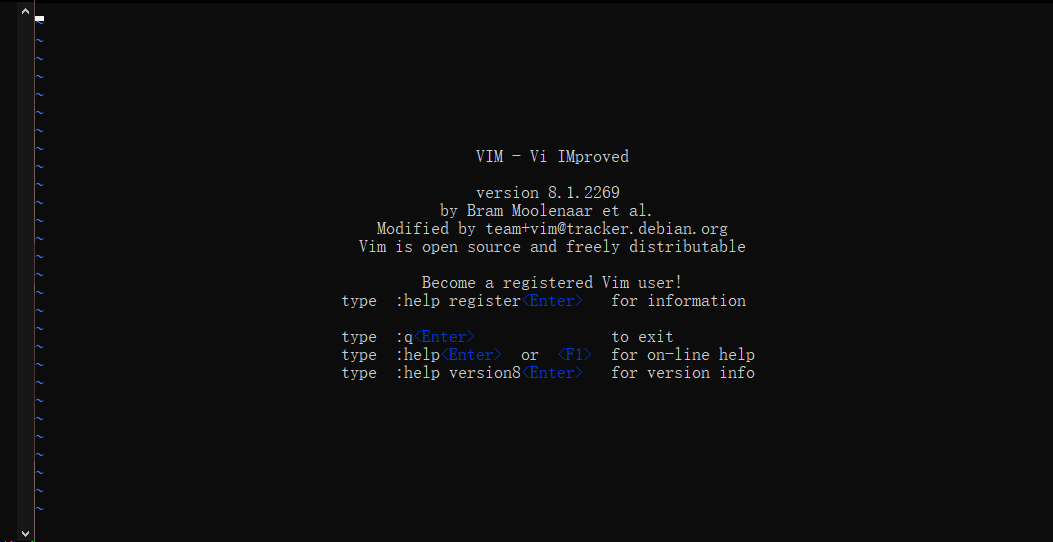 ~
~
~
~
~
~
~
~ VIM - Vi IMproved
~
~ version 8.1.2269
~ by Bram Moolenaar et al.
~ Modified by team+vim@tracker.debian.org
~ Vim is open source and freely distributable
~
~ Become a registered Vim user!
~ type :help register<Enter> for information
~
~ type :q<Enter> to exit
~ type :help<Enter> or <F1> for on-line help
~ type :help version8<Enter> for version info
~
~
~
~
~
~
~
~